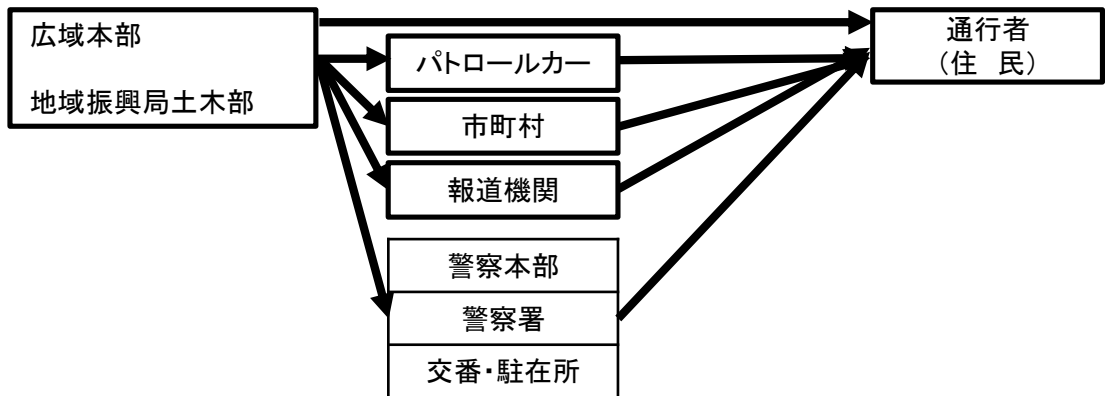 広域本部
地域振興局土木部
パトロールカー
市町村
報道機関
警察本部
警察署
交番・駐在所
通行者
(住　民)